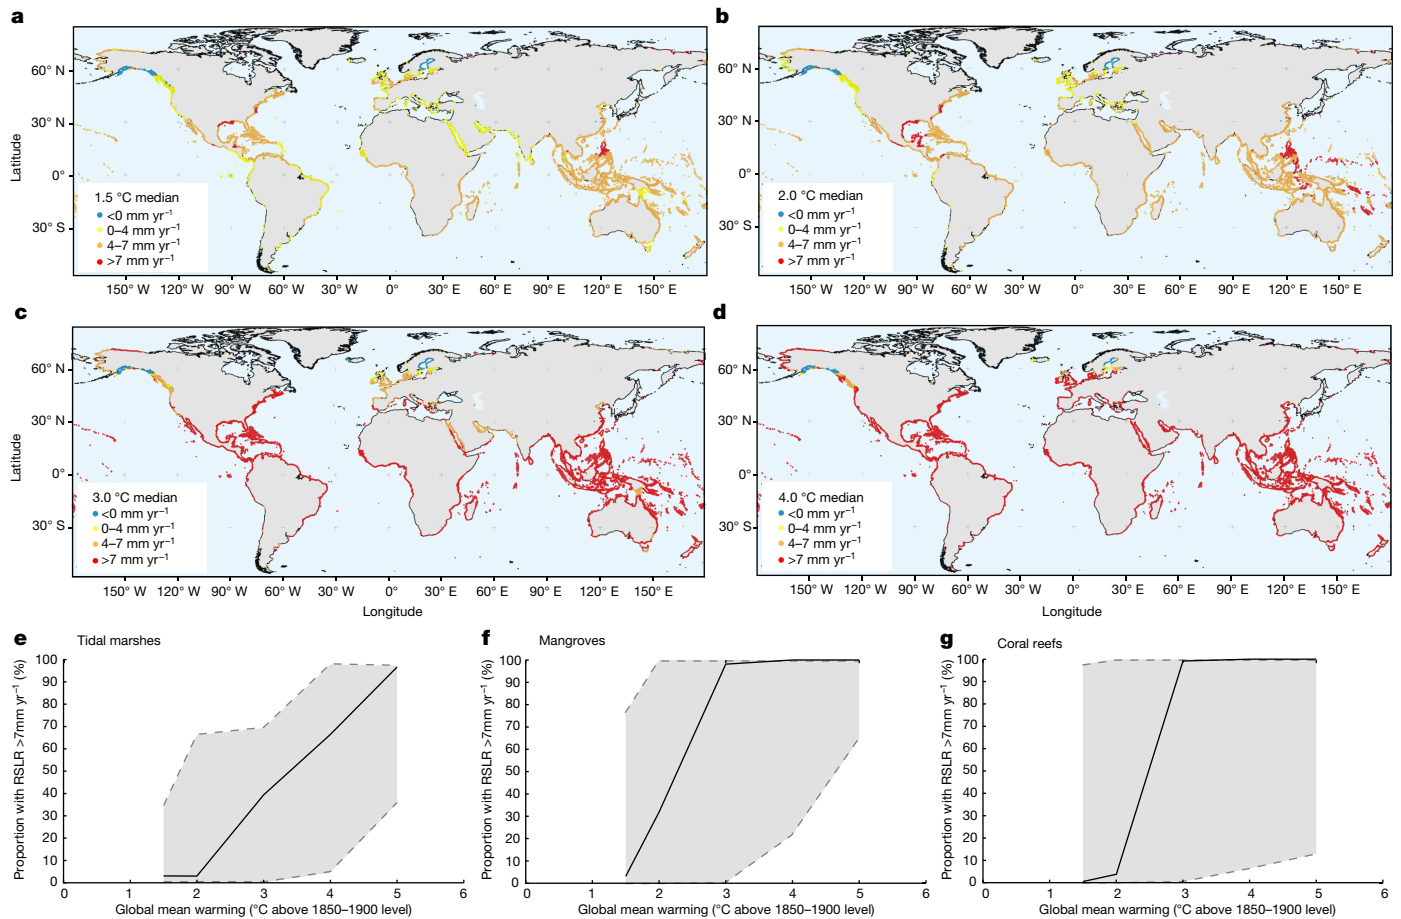 a
Latitude
60° N
30° N
0°
30° S
1.5 °C median
<0 mm yr⁻¹
0–4 mm yr⁻¹
4–7 mm yr⁻¹
>7 mm yr⁻¹
150° W 120° W 90° W 60° W 30° W 0° 30° E 60° E 90° E 120° E 150° E
b
60° N
30° N
0°
30° S
2.0 °C median
<0 mm yr⁻¹
0–4 mm yr⁻¹
4–7 mm yr⁻¹
>7 mm yr⁻¹
150° W 120° W 90° W 60° W 30° W 0° 30° E 60° E 90° E 120° E 150° E
c
Latitude
60° N
30° N
0°
30° S
3.0 °C median
<0 mm yr⁻¹
0–4 mm yr⁻¹
4–7 mm yr⁻¹
>7 mm yr⁻¹
150° W 120° W 90° W 60° W 30° W 0° 30° E 60° E 90° E 120° E 150° E
Longitude
d
60° N
30° N
0°
30° S
4.0 °C median
<0 mm yr⁻¹
0–4 mm yr⁻¹
4–7 mm yr⁻¹
>7 mm yr⁻¹
150° W 120° W 90° W 60° W 30° W 0° 30° E 60° E 90° E 120° E 150° E
Longitude
e Tidal marshes
Proportion with RSLR >7mm yr⁻¹ (%)
100
90
80
70
60
50
40
30
20
10
0
0 1 2 3 4 5 6
Global mean warming (°C above 1850–1900 level)
f Mangroves
Proportion with RSLR >7mm yr⁻¹ (%)
100
90
80
70
60
50
40
30
20
10
0
0 1 2 3 4 5 6
Global mean warming (°C above 1850–1900 level)
g Coral reefs
Proportion with RSLR >7mm yr⁻¹ (%)
100
90
80
70
60
50
40
30
20
10
0
0 1 2 3 4 5 6
Global mean warming (°C above 1850–1900 level)